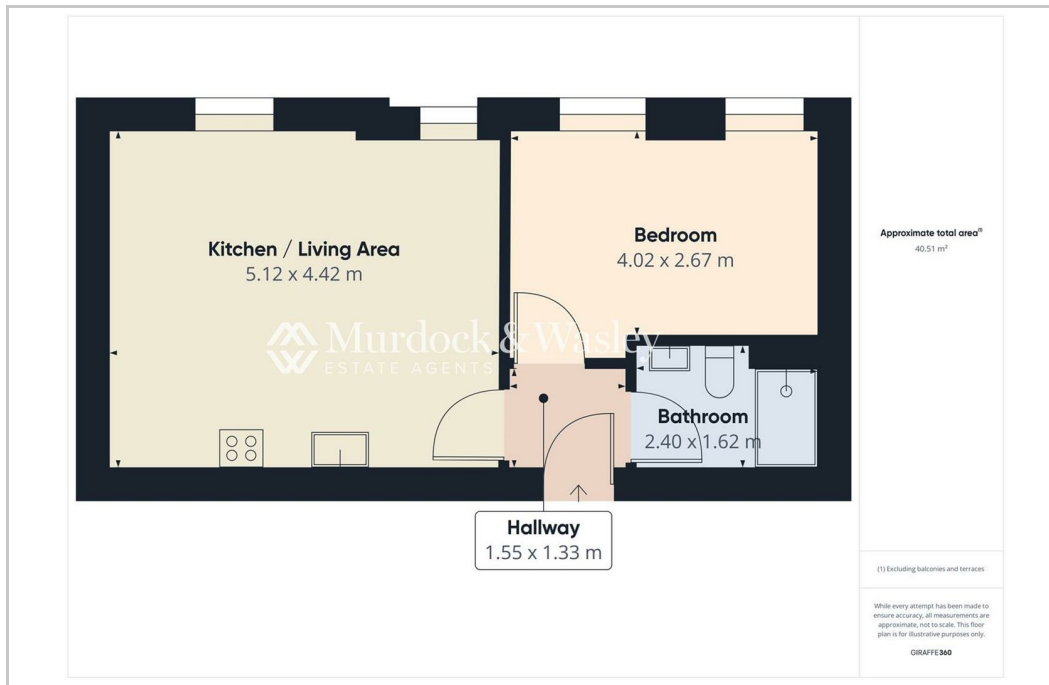 Kitchen / Living Area
5.12 x 4.42 m
Bedroom
4.02 x 2.67 m
Murdock & Wasley
ESTATE AGENTS
Bathroom
2.40 x 1.62 m
Hallway
1.55 x 1.33 m
Approximate total area⁽¹⁾
40.51 m²
(1) Excluding balconies and terraces
While every attempt has been made to
ensure accuracy, all measurements are
approximate, not to scale. This floor
plan is for illustrative purposes only.
GIRAFFE360